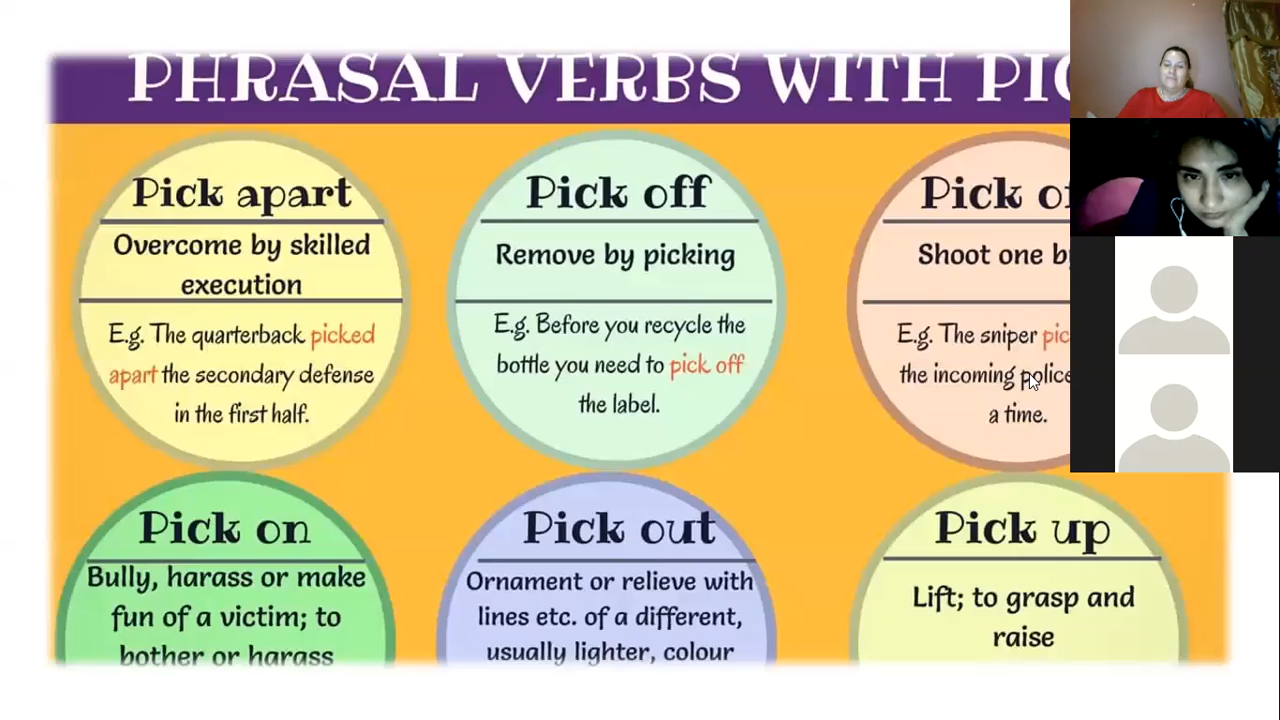 PHRASAL VERBS WITH
Pick apart
Overcome by skilled
execution
E.g. The quarterback picked
apart the secondary defense
in the first half.
Pick off
Remove by picking
E.g. Before you recycle the
bottle you need to pick off
the label.
Pick
Shoot one
E.g. The sniper
the incoming police
a time.
Pick on
Bully, harass or make
fun of a victim; to
bother or harass
Pick out
Ornament or relieve with
lines etc. of a different,
usually lighter, colour
Pick up
Lift; to grasp and
raise